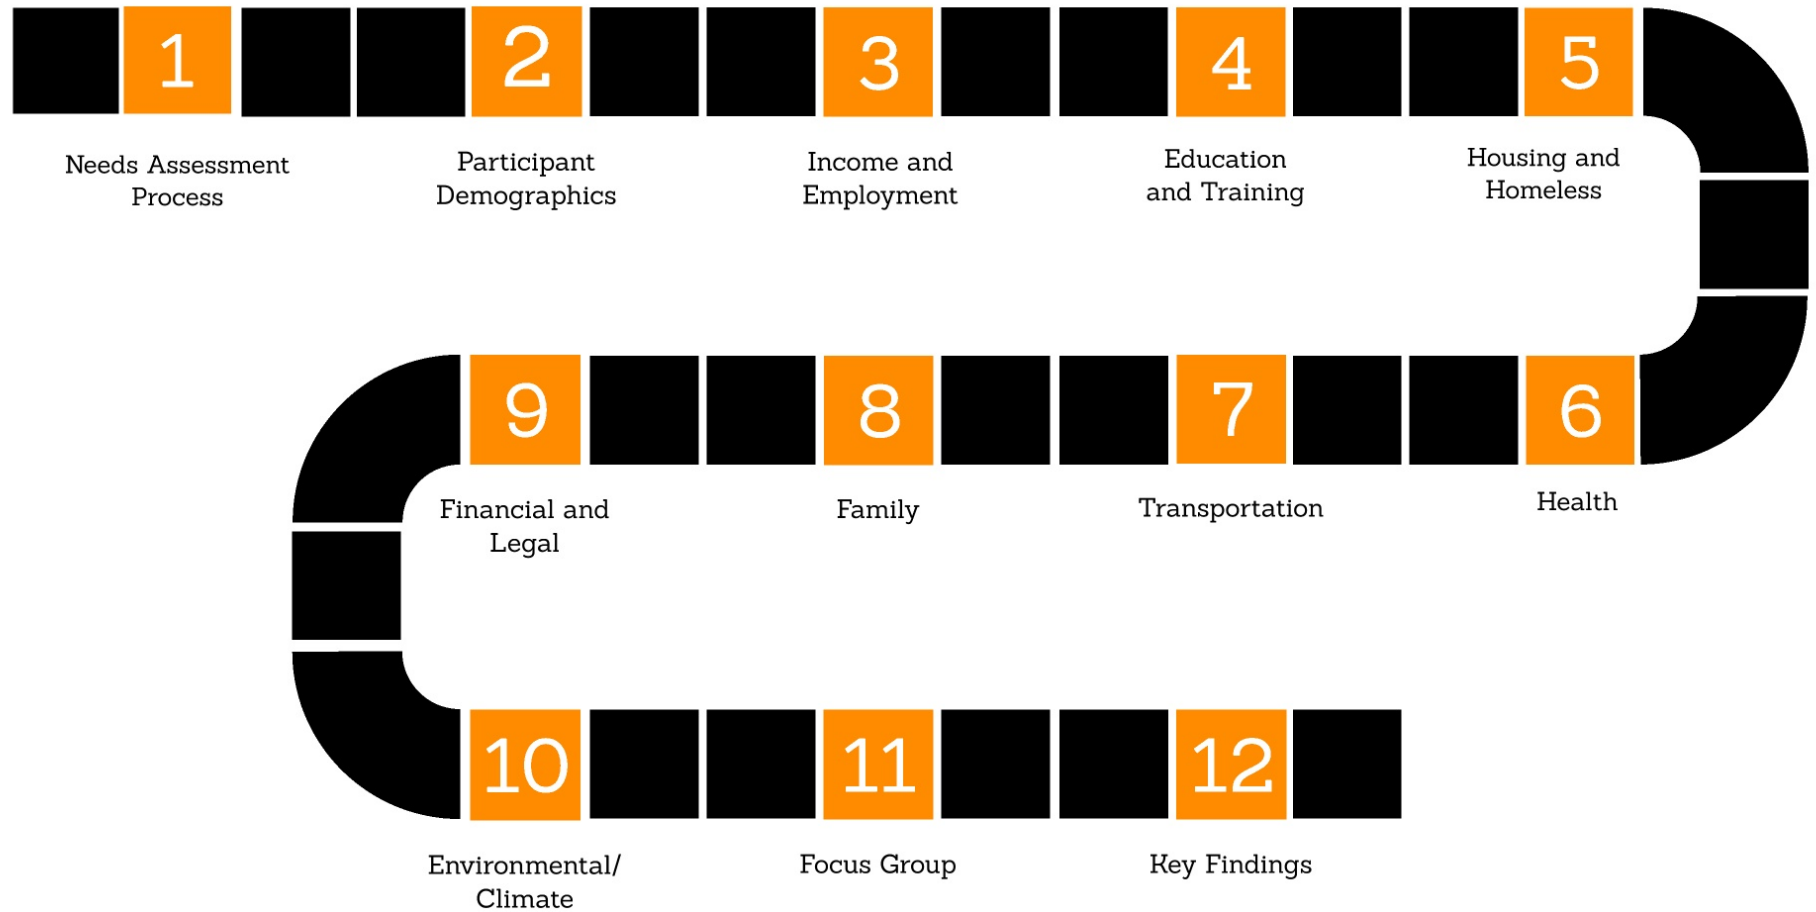 1
2
3
4
5
Needs Assessment
Process
Participant
Demographics
Income and
Employment
Education
and Training
Housing and
Homeless
9
8
7
6
Financial and
Legal
Family
Transportation
Health
10
11
12
Environmental/
Climate
Focus Group
Key Findings